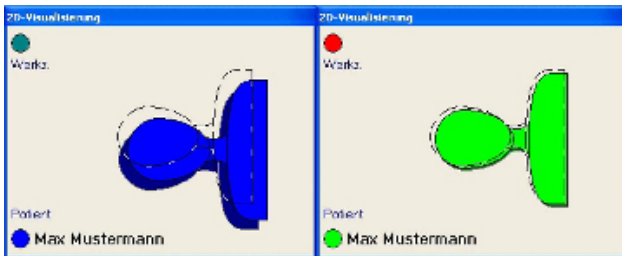 2D-Visualisierung
Werkz.
Patient
Max Mustermann
2D-Visualisierung
Werkz.
Patient
Max Mustermann